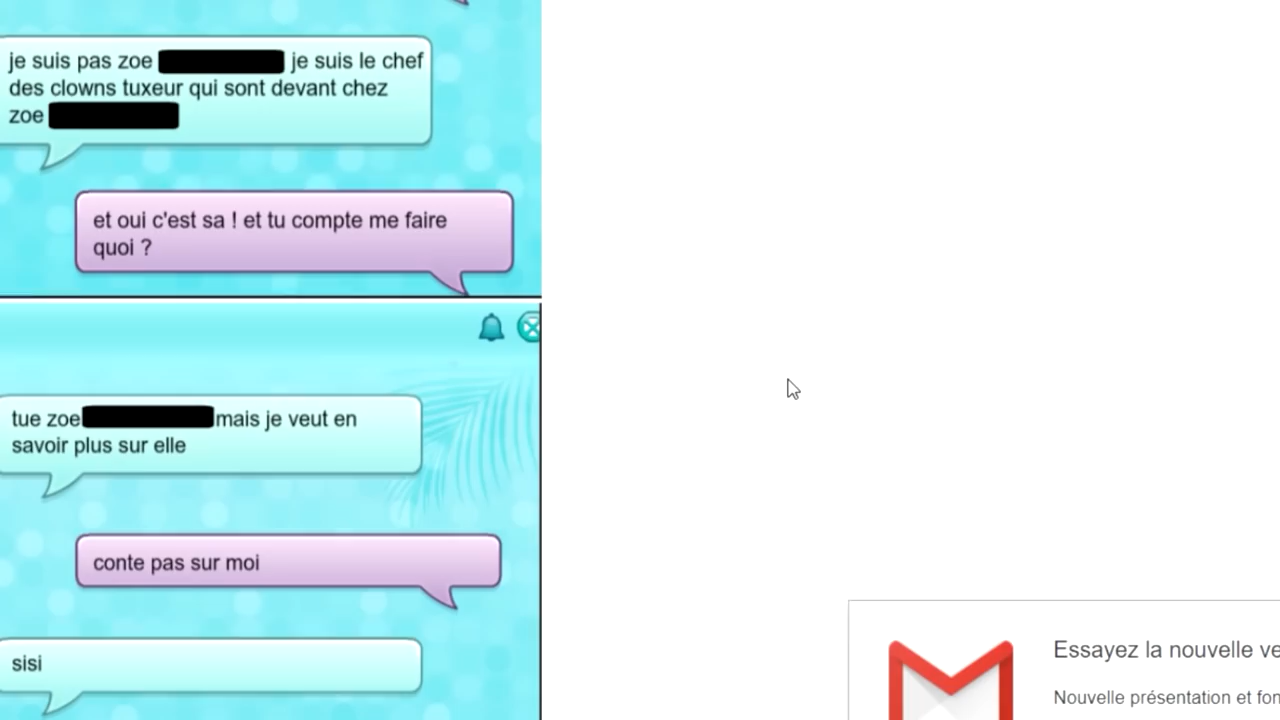 je suis pas zoe je suis le chef
des clowns tuxeur qui sont devant chez
zoe
et oui c'est sa ! et tu compte me faire
quoi ?
tue zoe mais je veut en
savoir plus sur elle
conte pas sur moi
sisi
Essayez la nouvelle ve
Nouvelle présentation et fon